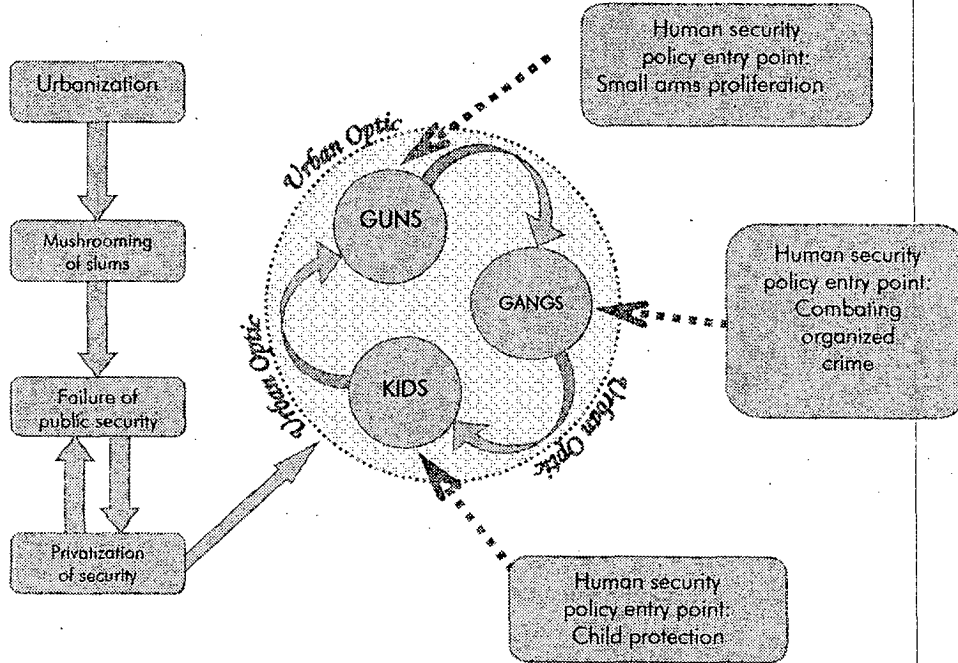 Urbanization
Mushrooming
of slums
Failure of
public security
Privatization
of security
Urban Optic
Urban Optic
Urban Optic
GUNS
GANGS
KIDS
Human security
policy entry point:
Small arms proliferation
Human security
policy entry point:
Combating
organized
crime
Human security
policy entry point:
Child protection